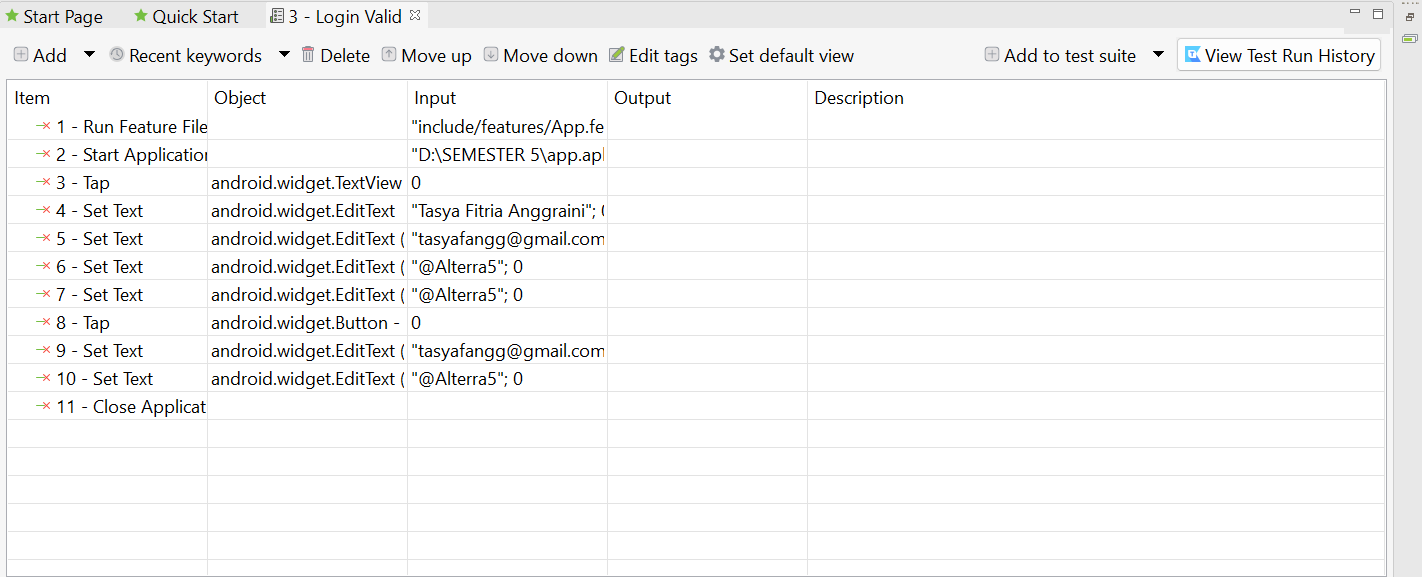 Start Page Quick Start 3 - Login Valid
Add Recent keywords Delete Move up Move down Edit tags Set default view Add to test suite View Test Run History
Item Object Input Output Description
1 - Run Feature File "include/features/App.fe
2 - Start Application "D:\SEMESTER 5\app.apl
3 - Tap android.widget.TextView 0
4 - Set Text android.widget.EditText "Tasya Fitria Anggraini"; 0
5 - Set Text android.widget.EditText ( "tasyafangg@gmail.com
6 - Set Text android.widget.EditText ( "@Alterra5"; 0
7 - Set Text android.widget.EditText ( "@Alterra5"; 0
8 - Tap android.widget.Button - 0
9 - Set Text android.widget.EditText ( "tasyafangg@gmail.com
10 - Set Text android.widget.EditText ( "@Alterra5"; 0
11 - Close Applicat